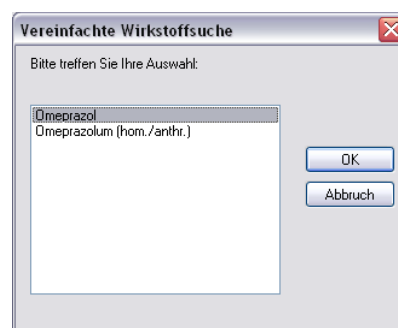 Vereinfachte Wirkstoffsuche
Bitte treffen Sie Ihre Auswahl:
Omeprazol
Omeprazolum (hom./anthr.)
OK
Abbruch